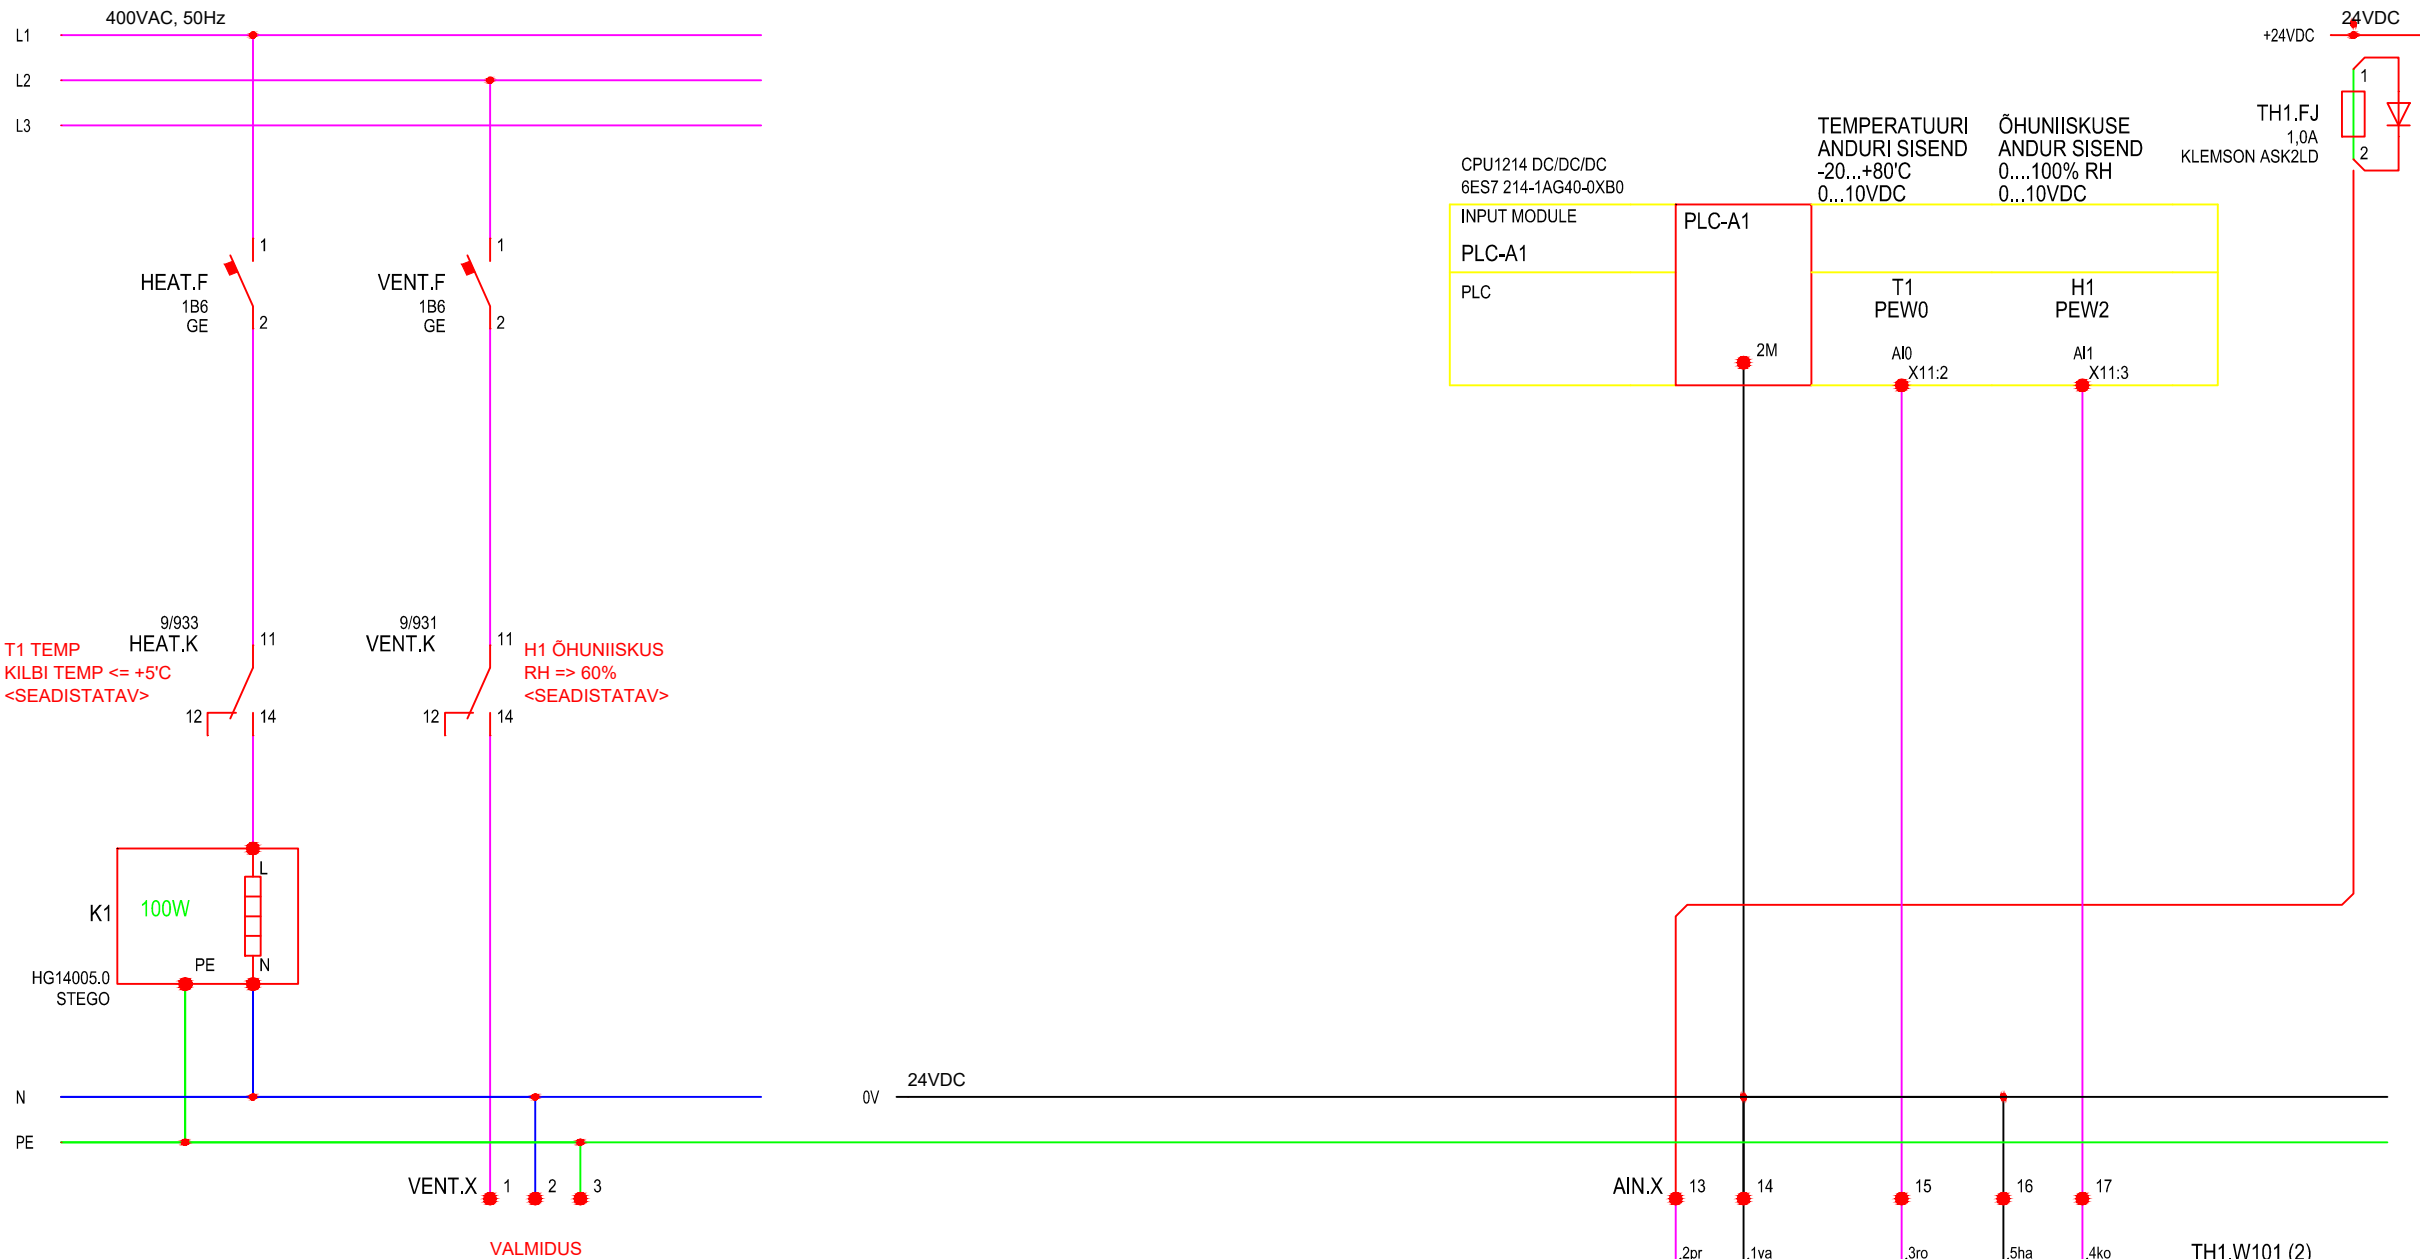 400VAC, 50Hz
L1
L2
L3
24VDC
+24VDC
1
TH1.FJ
1,0A
KLEMSON ASK2LD
2
CPU1214 DC/DC/DC
6ES7 214-1AG40-0XB0
TEMPERATUURI
ANDURI SISEND
-20...+80'C
0...10VDC
ÕHUNIISKUSE
ANDUR SISEND
0....100% RH
0...10VDC
INPUT MODULE
PLC-A1
PLC-A1
PLC
T1
PEW0
H1
PEW2
2M
AI0
X11:2
AI1
X11:3
1
HEAT.F
1B6
GE
2
1
VENT.F
1B6
GE
2
9/933
HEAT.K
11
T1 TEMP
KILBI TEMP <= +5'C
<SEADISTATAV>
12
14
9/931
VENT.K
11
H1 ÕHUNIISKUS
RH => 60%
<SEADISTATAV>
12
14
L
K1
100W
PE
N
HG14005.0
STEGO
N
PE
0V
24VDC
VENT.X
1
2
3
VALMIDUS
AIN.X
13
14
15
16
17
.2pr
.1va
.3ro
.5ha
.4ko
TH1.W101 (2)